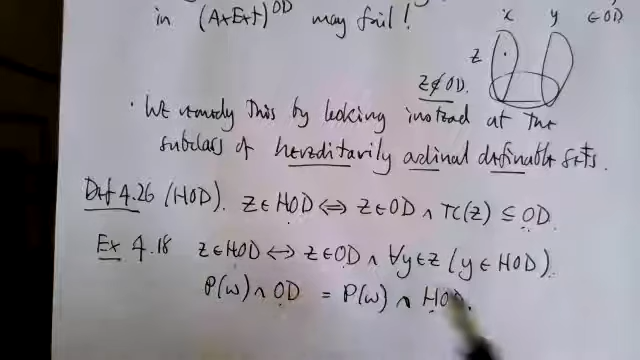 in (AxExt)^OD may fail!
x y ∈ OD
z
z ∉ OD.
· We remedy this by looking instead at the
subclass of hereditarily ordinal definable sets.
Def 4.26 (HOD). z ∈ HOD ⟺ z ∈ OD ∧ TC(z) ⊆ OD.
Ex 4.18 z ∈ HOD ⟷ z ∈ OD ∧ ∀y ∈ z (y ∈ HOD).
P(ω) ∩ OD = P(ω) ∩ HOD.